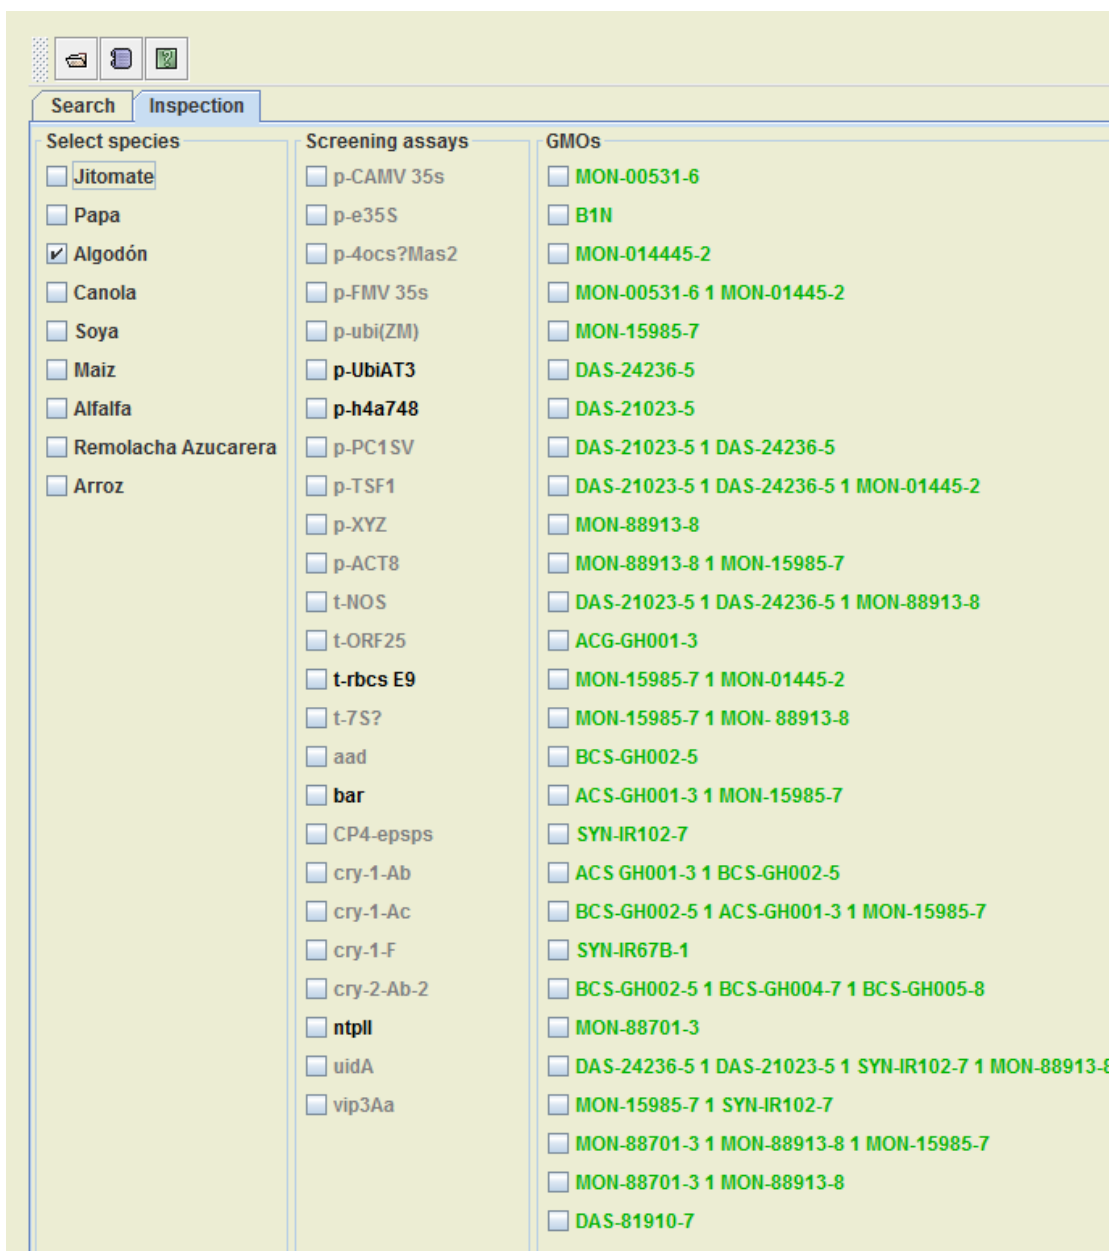 Search Inspection
Select species
Jitomate
Papa
Algodón
Canola
Soya
Maiz
Alfalfa
Remolacha Azucarera
Arroz
Screening assays
p-CAMV 35s
p-e35S
p-4ocs?Mas2
p-FMV 35s
p-ubi(ZM)
p-UbiAT3
p-h4a748
p-PC1SV
p-TSF1
p-XYZ
p-ACT8
t-NOS
t-ORF25
t-rbcs E9
t-7S?
aad
bar
CP4-epsps
cry-1-Ab
cry-1-Ac
cry-1-F
cry-2-Ab-2
ntpII
uidA
vip3Aa
GMOs
MON-00531-6
B1N
MON-014445-2
MON-00531-6 1 MON-01445-2
MON-15985-7
DAS-24236-5
DAS-21023-5
DAS-21023-5 1 DAS-24236-5
DAS-21023-5 1 DAS-24236-5 1 MON-01445-2
MON-88913-8
MON-88913-8 1 MON-15985-7
DAS-21023-5 1 DAS-24236-5 1 MON-88913-8
ACG-GH001-3
MON-15985-7 1 MON-01445-2
MON-15985-7 1 MON- 88913-8
BCS-GH002-5
ACS-GH001-3 1 MON-15985-7
SYN-IR102-7
ACS GH001-3 1 BCS-GH002-5
BCS-GH002-5 1 ACS-GH001-3 1 MON-15985-7
SYN-IR67B-1
BCS-GH002-5 1 BCS-GH004-7 1 BCS-GH005-8
MON-88701-3
DAS-24236-5 1 DAS-21023-5 1 SYN-IR102-7 1 MON-88913-8
MON-15985-7 1 SYN-IR102-7
MON-88701-3 1 MON-88913-8 1 MON-15985-7
MON-88701-3 1 MON-88913-8
DAS-81910-7